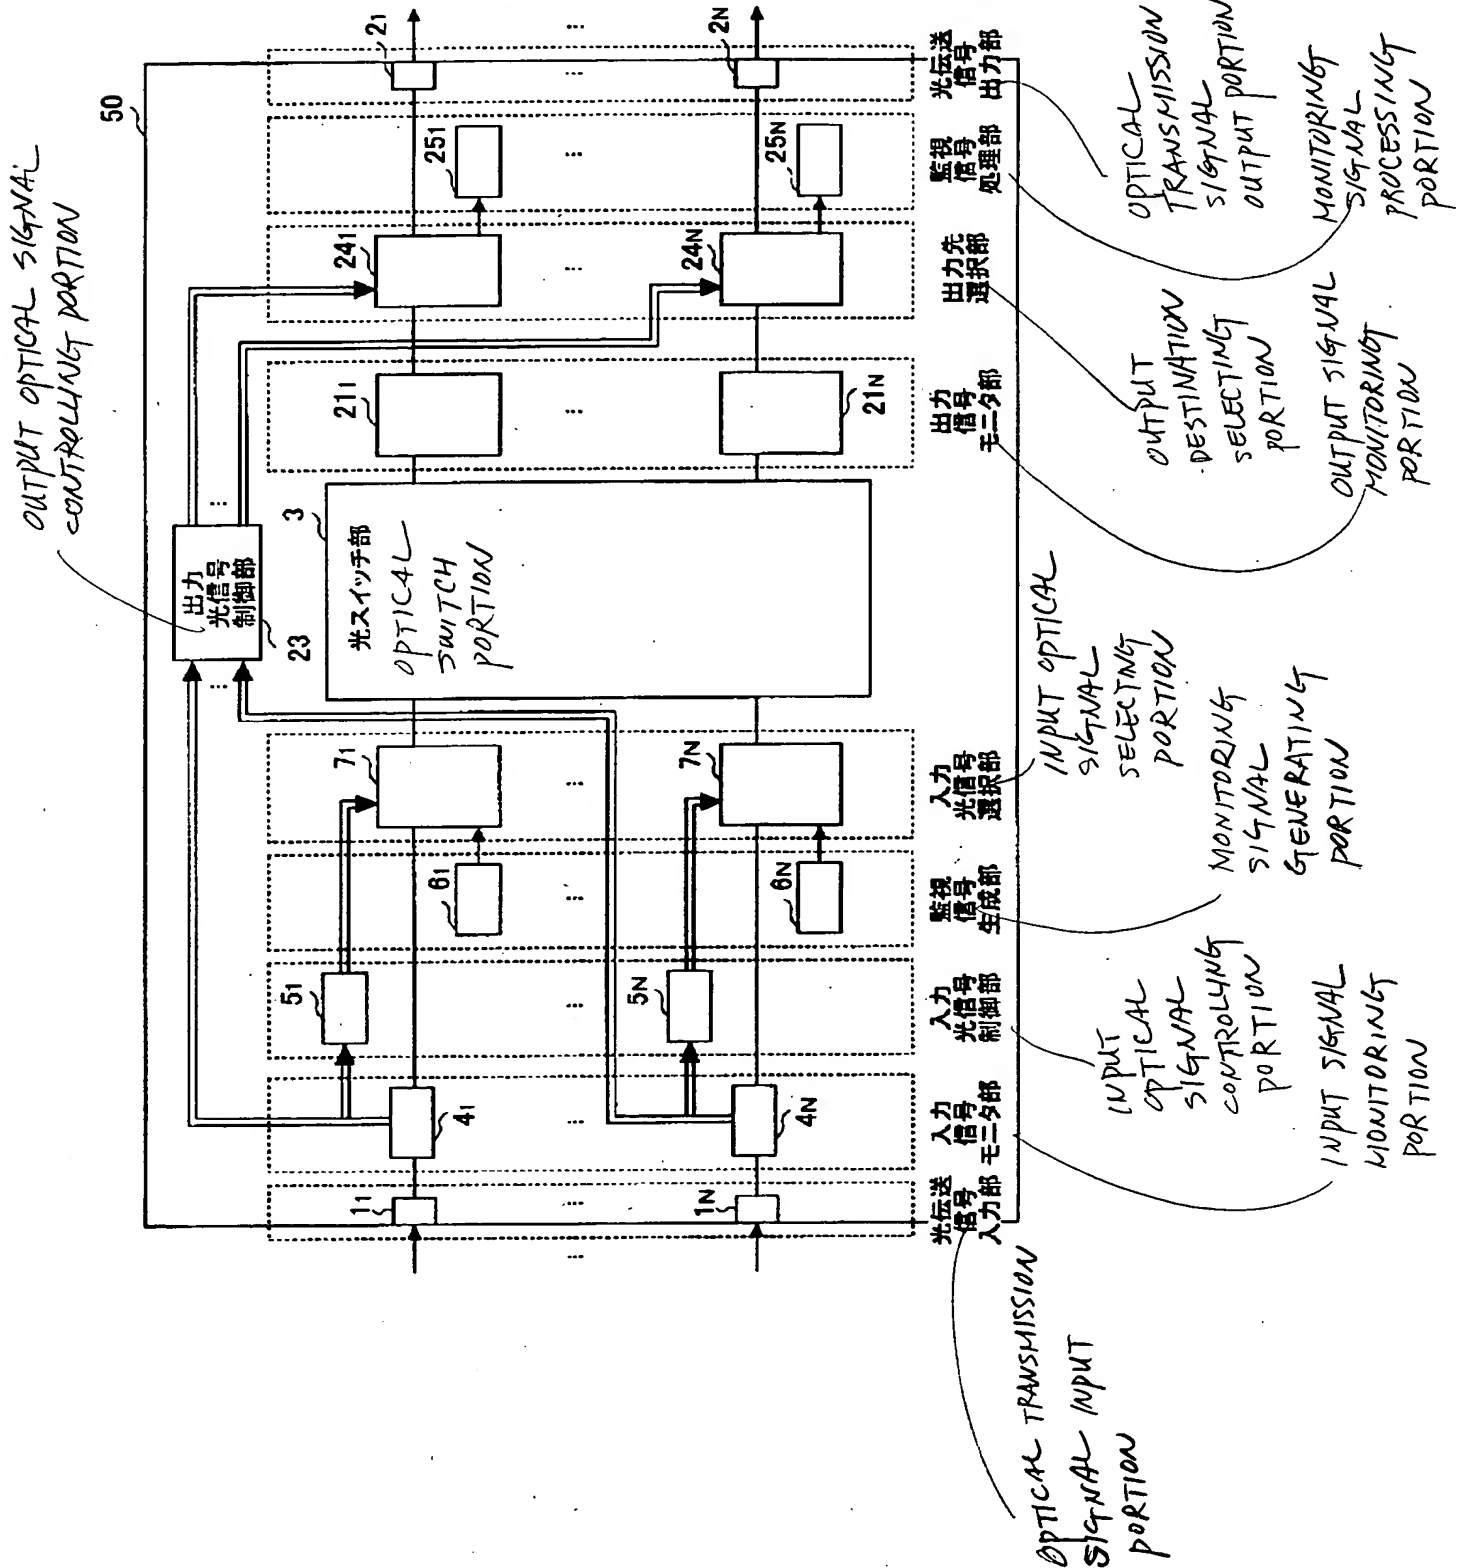 50
OUTPUT OPTICAL SIGNAL
CONTROLLING PORTION
出力
光信号
制御部
23
3
光スイッチ部
OPTICAL
SWITCH
PORTION
1₁
4₁
5₁
6₁
7₁
21₁
24₁
25₁
2₁
1N
4N
5N
6N
7N
21N
24N
25N
2N
光伝送
信号
入力部
入力
信号
モニタ部
入力
光信号
制御部
監視
信号
生成部
入力
光信号
選択部
出力
信号
モニタ部
出力先
選択部
監視
信号
処理部
光伝送
信号
出力部
OPTICAL TRANSMISSION
SIGNAL INPUT
PORTION
INPUT SIGNAL
MONITORING
PORTION
INPUT
OPTICAL
SIGNAL
CONTROLLING
PORTION
MONITORING
SIGNAL
GENERATING
PORTION
INPUT OPTICAL
SIGNAL
SELECTING
PORTION
OUTPUT SIGNAL
MONITORING
PORTION
OUTPUT
DESTINATION
SELECTING
PORTION
MONITORING
SIGNAL
PROCESSING
PORTION
OPTICAL
TRANSMISSION
SIGNAL
OUTPUT PORTION